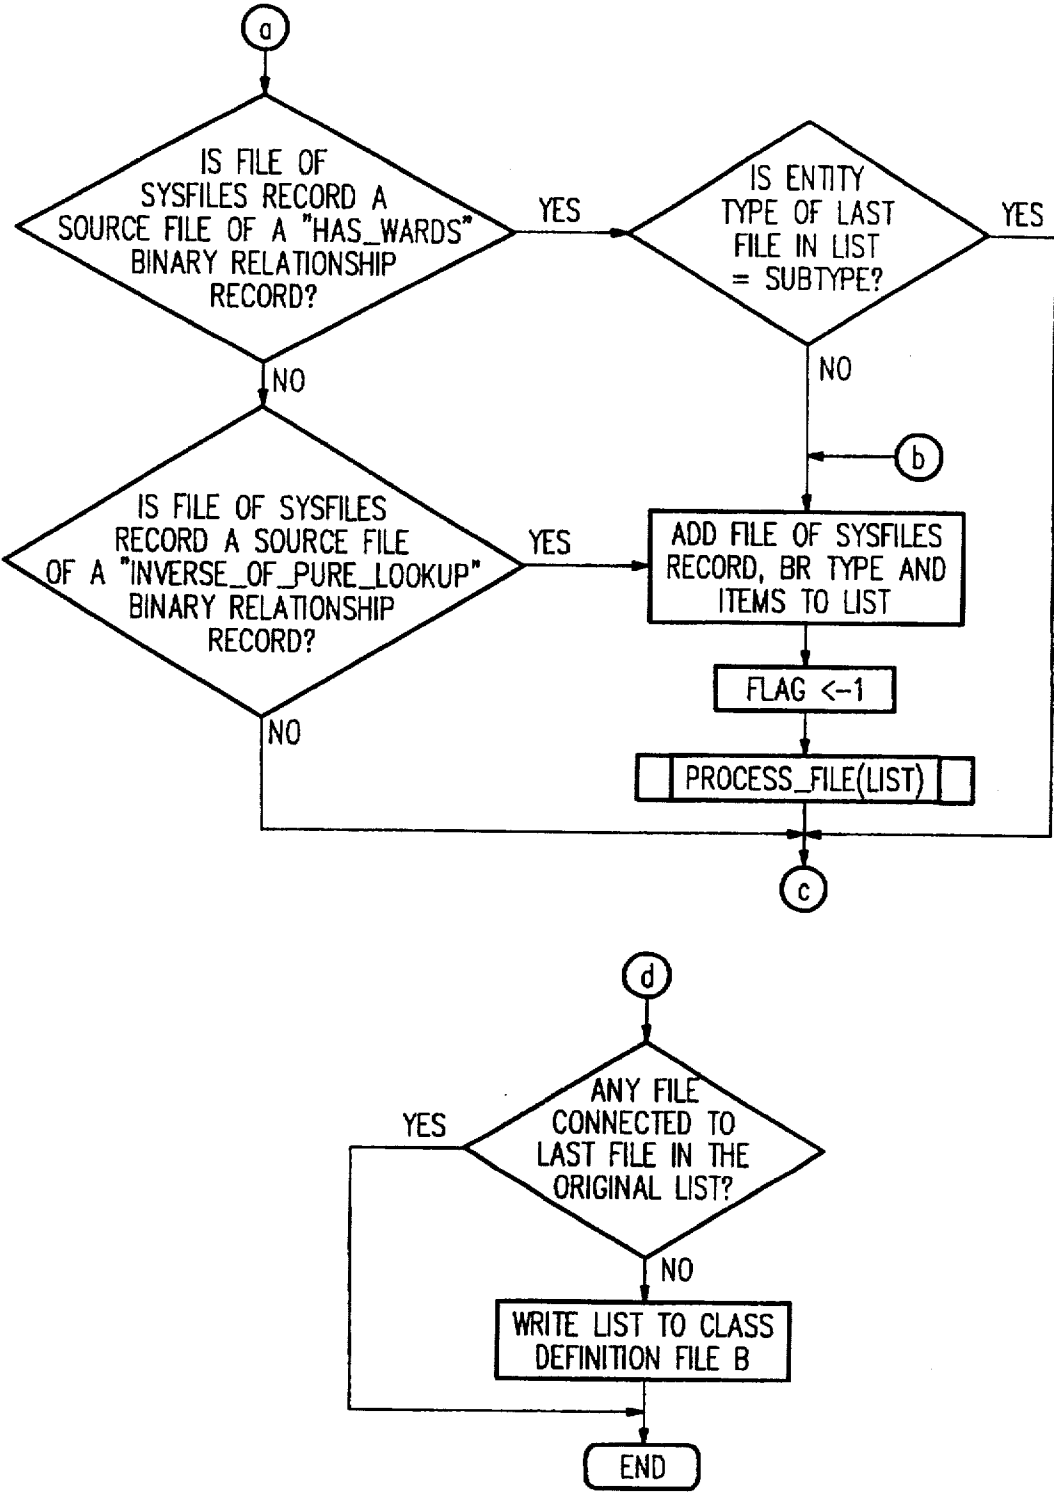 a
IS FILE OF
SYSFILES RECORD A
SOURCE FILE OF A "HAS_WARDS"
BINARY RELATIONSHIP
RECORD?
YES
IS ENTITY
TYPE OF LAST
FILE IN LIST
= SUBTYPE?
YES
NO
NO
b
IS FILE OF SYSFILES
RECORD A SOURCE FILE
OF A "INVERSE_OF_PURE_LOOKUP"
BINARY RELATIONSHIP
RECORD?
YES
ADD FILE OF SYSFILES
RECORD, BR TYPE AND
ITEMS TO LIST
FLAG <-1
NO
PROCESS_FILE(LIST)
c
d
ANY FILE
CONNECTED TO
LAST FILE IN THE
ORIGINAL LIST?
YES
NO
WRITE LIST TO CLASS
DEFINITION FILE B
END